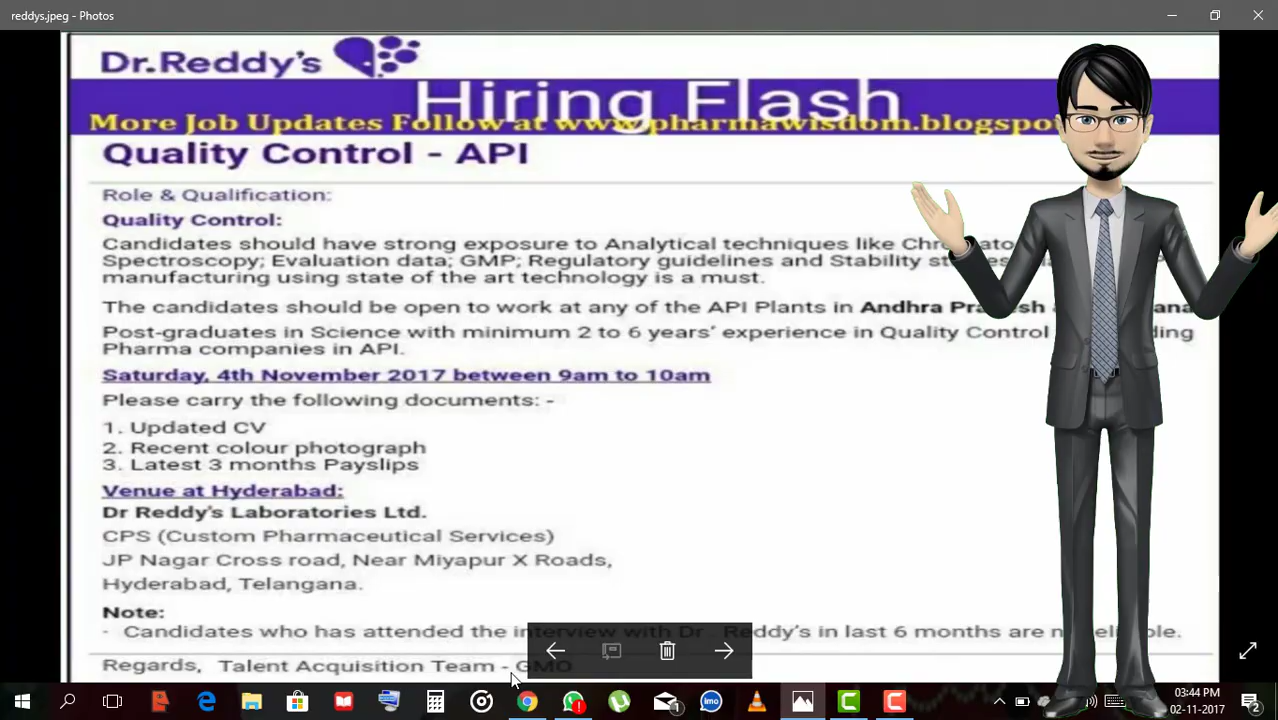 reddys.jpeg - Photos
Dr.Reddy's
Hiring Flash
More Job Updates Follow at www.pharmawisdom.blogspo
Quality Control - API
Role & Qualification:
Quality Control:
Candidates should have strong exposure to Analytical techniques like
Spectroscopy; Evaluation data; GMP; Regulatory guidelines and Stability
manufacturing using state of the art technology is a must.
The candidates should be open to work at any of the API Plants in Andhra
Post-graduates in Science with minimum 2 to 6 years' experience in Quality Control
Pharma companies in API.
Saturday, 4th November 2017 between 9am to 10am
Please carry the following documents: -
1. Updated CV
2. Recent colour photograph
3. Latest 3 months Payslips
Venue at Hyderabad:
Dr Reddy's Laboratories Ltd.
CPS (Custom Pharmaceutical Services)
JP Nagar Cross road, Near Miyapur X Roads,
Hyderabad, Telangana.
Note:
- Candidates who has attended the interview with Dr . Reddy's in last 6 months are
Regards, Talent Acquisition Team - GMO
03:44 PM
02-11-2017